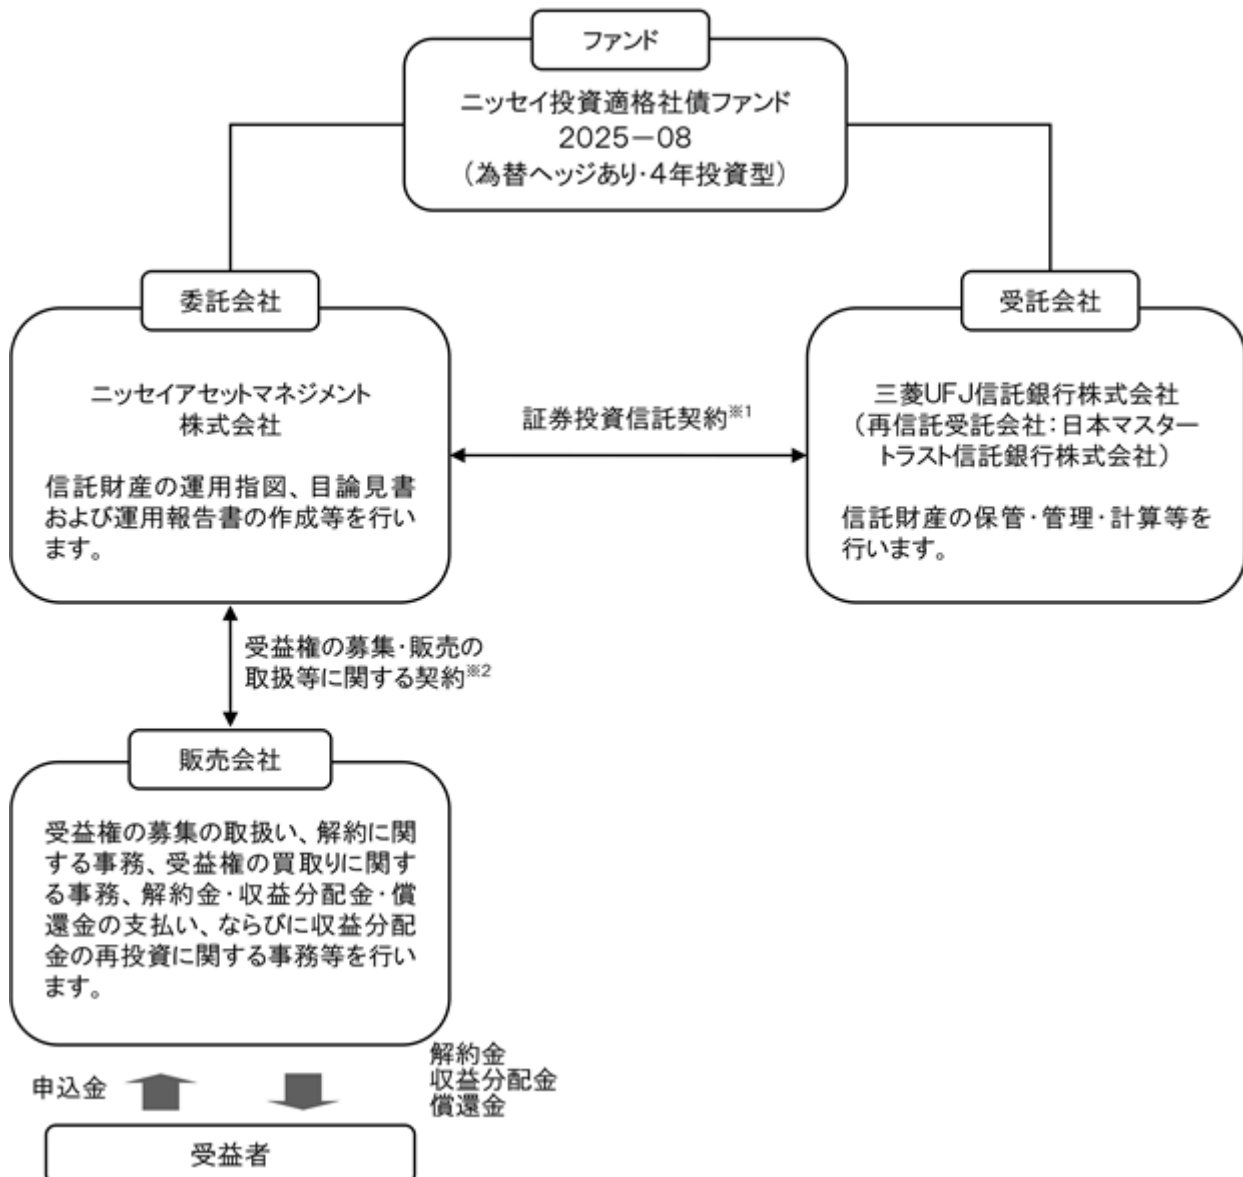 ファンド
ニッセイ投資適格社債ファンド
2025－08
（為替ヘッジあり・4年投資型）
委託会社
ニッセイアセットマネジメント
株式会社
信託財産の運用指図、目論見書
および運用報告書の作成等を行い
ます。
証券投資信託契約※1
受託会社
三菱UFJ信託銀行株式会社
（再信託受託会社：日本マスター
トラスト信託銀行株式会社）
信託財産の保管・管理・計算等を
行います。
受益権の募集・販売の
取扱等に関する契約※2
販売会社
受益権の募集の取扱い、解約に関
する事務、受益権の買取りに関す
る事務、解約金・収益分配金・償
還金の支払い、ならびに収益分配
金の再投資に関する事務等を行い
ます。
申込金
解約金
収益分配金
償還金
受益者